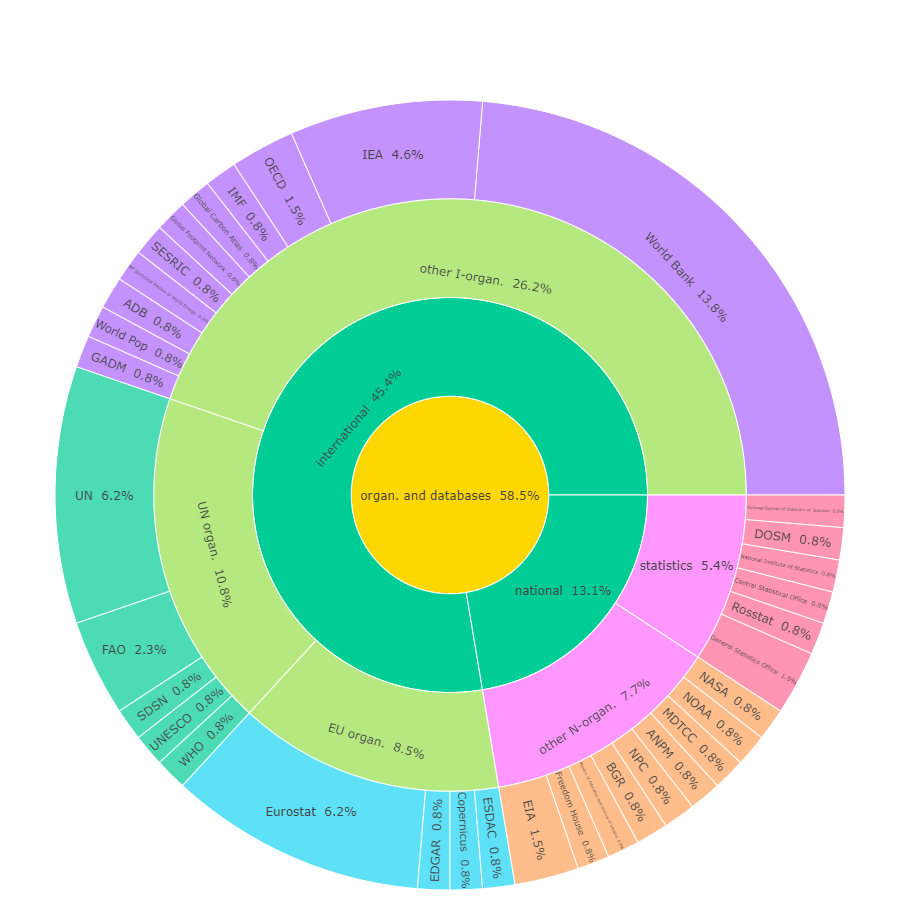 organ. and databases 58.5%
international 45.4%
national 13.1%
other I-organ. 26.2%
UN organ. 10.8%
EU organ. 8.5%
other N-organ. 7.7%
statistics 5.4%
World Bank 13.8%
IEA 4.6%
OECD 1.5%
IMF 0.8%
Global Carbon Atlas 0.8%
Global Footprint Network 0.8%
SESRIC 0.8%
BP Statistical Review of World Energy 0.8%
ADB 0.8%
World Pop 0.8%
GADM 0.8%
UN 6.2%
FAO 2.3%
SDSN 0.8%
UNESCO 0.8%
WHO 0.8%
Eurostat 6.2%
EDGAR 0.8%
Copernicus 0.8%
ESDAC 0.8%
EIA 1.5%
Freedom House 0.8%
BGR 0.8%
NPC 0.8%
ANPM 0.8%
MDTCC 0.8%
NOAA 0.8%
NASA 0.8%
General Statistics Office 1.5%
Rosstat 0.8%
Central Statistical Office 0.8%
National Institute of Statistics 0.8%
DOSM 0.8%
National Bureau of Statistics of Tanzania 0.8%